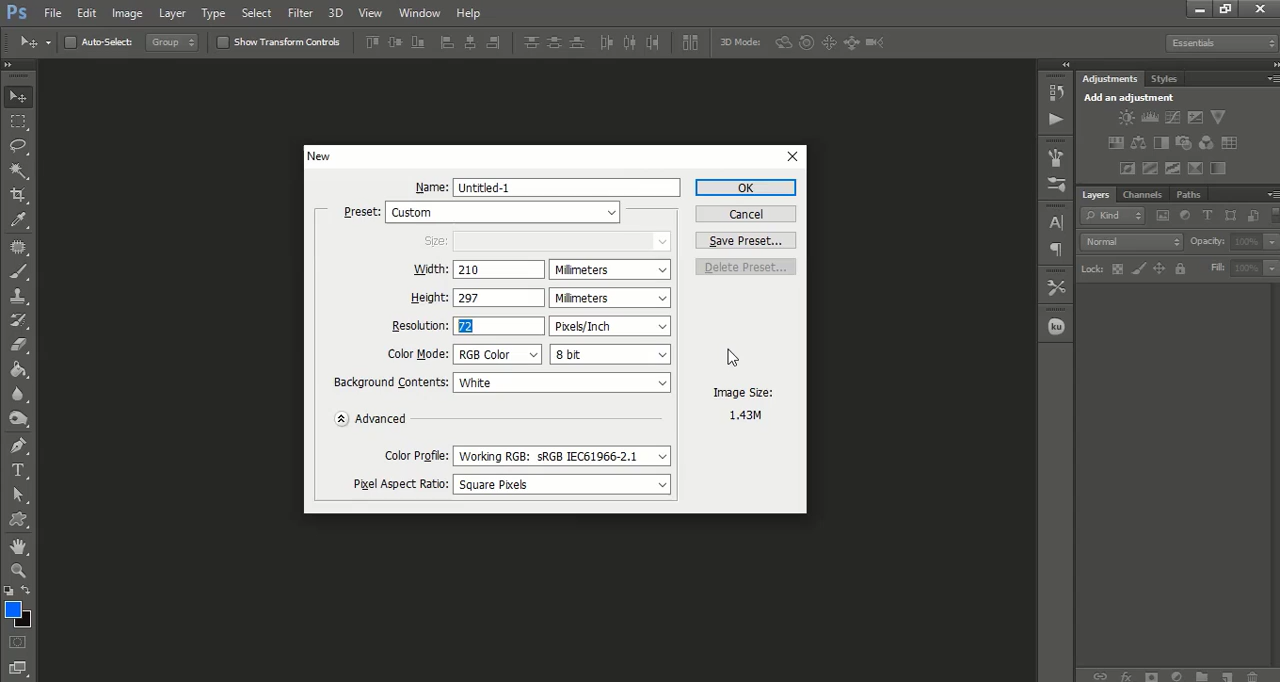 Ps File Edit Image Layer Type Select Filter 3D View Window Help
Auto-Select: Group Show Transform Controls 3D Mode: Essentials
Adjustments Styles
Add an adjustment
Layers Channels Paths
Kind
Normal Opacity: 100%
Lock: Fill: 100%
ku
New
Name: Untitled-1 OK
Preset: Custom Cancel
Size: Save Preset...
Width: 210 Millimeters Delete Preset...
Height: 297 Millimeters
Resolution: 72 Pixels/Inch
Color Mode: RGB Color 8 bit
Background Contents: White
Image Size:
1.43M
Advanced
Color Profile: Working RGB: sRGB IEC61966-2.1
Pixel Aspect Ratio: Square Pixels